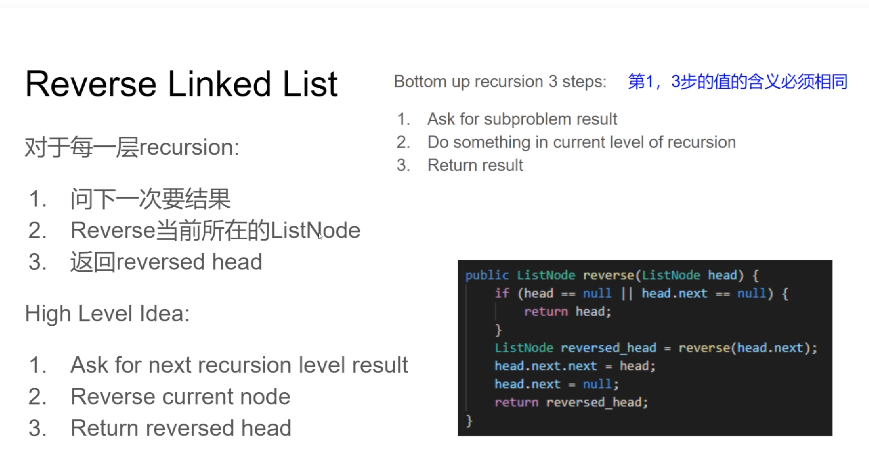 Reverse Linked List
对于每一层recursion:
1. 问下一次要结果
2. Reverse当前所在的ListNode
3. 返回reversed head
High Level Idea:
1. Ask for next recursion level result
2. Reverse current node
3. Return reversed head
Bottom up recursion 3 steps: 第1，3步的值的含义必须相同
1. Ask for subproblem result
2. Do something in current level of recursion
3. Return result
public ListNode reverse(ListNode head) {
if (head == null || head.next == null) {
return head;
}
ListNode reversed_head = reverse(head.next);
head.next.next = head;
head.next = null;
return reversed_head;
}